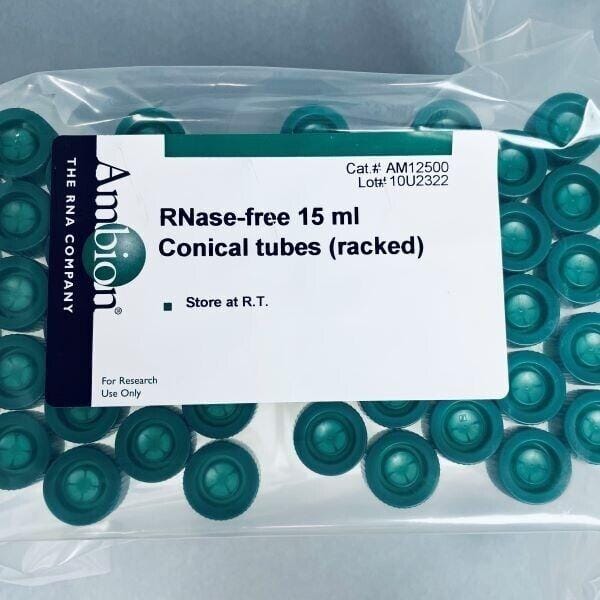 Ambion®
THE RNA COMPANY
Cat.# AM12500
Lot# 10U2322
RNase-free 15 ml
Conical tubes (racked)
Store at R.T.
For Research
Use Only